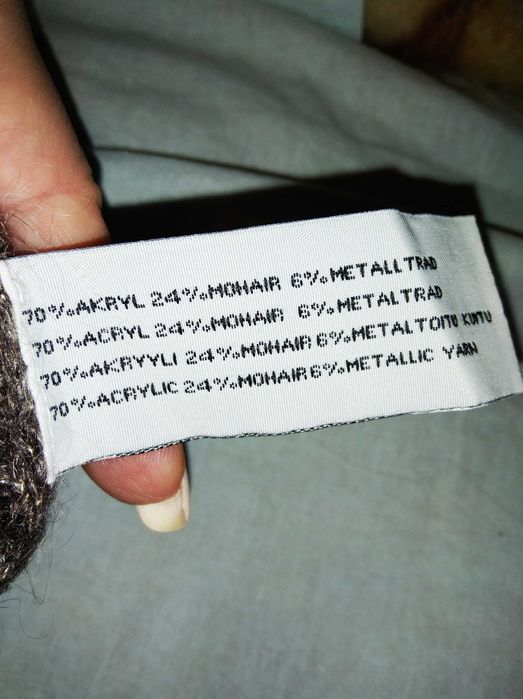 70%AKRYL 24%MOHAIR 6%METALLTRAD
70%ACRYL 24%MOHAIR 6%METALTRAD
70%AKRYYLI 24%MOHAIR 6%METALTOITU KUITU
70%ACRYLIC 24%MOHAIR 6%METALLIC YARN